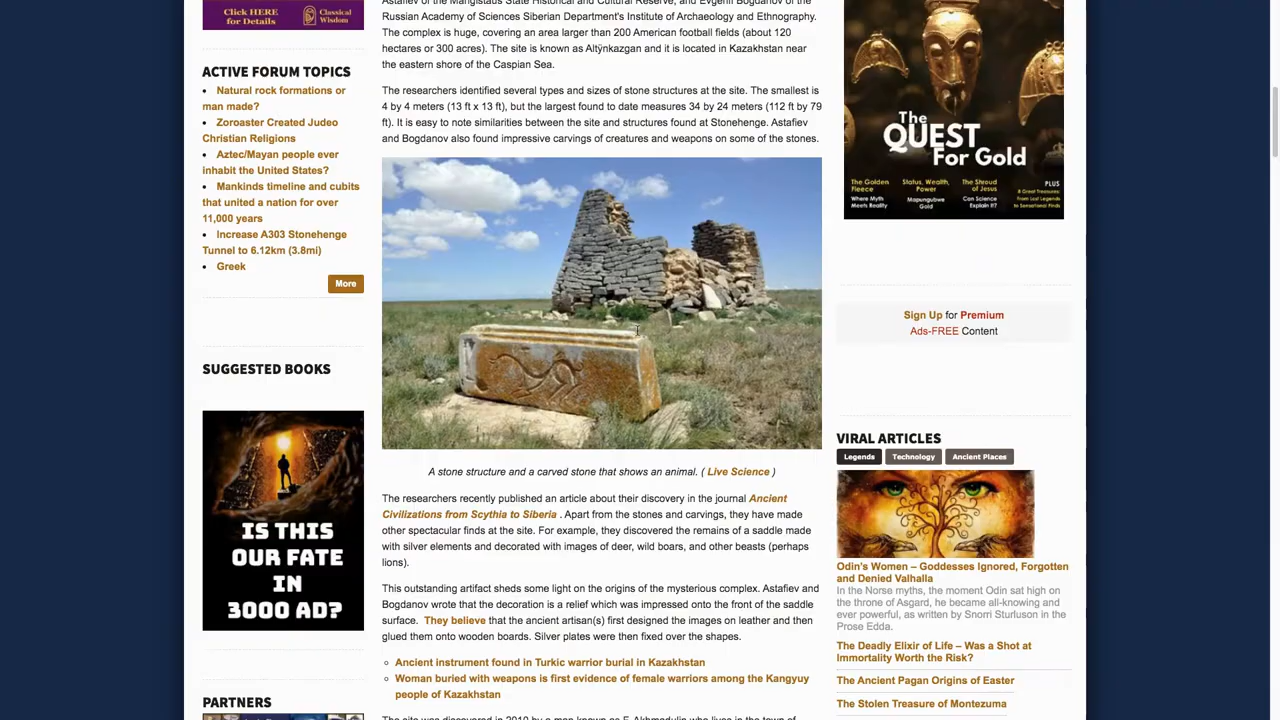 Click HERE
for Details
Classical
Wisdom
ACTIVE FORUM TOPICS
Natural rock formations or
man made?
Zoroaster Created Judeo
Christian Religions
Aztec/Mayan people ever
inhabit the United States?
Mankinds timeline and cubits
that united a nation for over
11,000 years
Increase A303 Stonehenge
Tunnel to 6.12km (3.8mi)
Greek
More
SUGGESTED BOOKS
IS THIS
OUR FATE
IN
3000 AD?
PARTNERS
Astafiev of the Mangistaus State Historical and Cultural Reserve, and Evgenii Bogdanov of the
Russian Academy of Sciences Siberian Department's Institute of Archaeology and Ethnography.
The complex is huge, covering an area larger than 200 American football fields (about 120
hectares or 300 acres). The site is known as Altÿnkazgan and it is located in Kazakhstan near
the eastern shore of the Caspian Sea.
The researchers identified several types and sizes of stone structures at the site. The smallest is
4 by 4 meters (13 ft x 13 ft), but the largest found to date measures 34 by 24 meters (112 ft by 79
ft). It is easy to note similarities between the site and structures found at Stonehenge. Astafiev
and Bogdanov also found impressive carvings of creatures and weapons on some of the stones.
A stone structure and a carved stone that shows an animal. ( Live Science )
The researchers recently published an article about their discovery in the journal Ancient
Civilizations from Scythia to Siberia . Apart from the stones and carvings, they have made
other spectacular finds at the site. For example, they discovered the remains of a saddle made
with silver elements and decorated with images of deer, wild boars, and other beasts (perhaps
lions).
This outstanding artifact sheds some light on the origins of the mysterious complex. Astafiev and
Bogdanov wrote that the decoration is a relief which was impressed onto the front of the saddle
surface. They believe that the ancient artisan(s) first designed the images on leather and then
glued them onto wooden boards. Silver plates were then fixed over the shapes.
Ancient instrument found in Turkic warrior burial in Kazakhstan
Woman buried with weapons is first evidence of female warriors among the Kangyuy
people of Kazakhstan
The site was discovered in 2010 by a man known as F. Akhmadulin who lives in the town of
The
QUEST
For Gold
The Golden
Fleece
Where Myth
Meets Reality
Status, Wealth,
Power
Mapungubwe
Gold
The Shroud
of Jesus
Can Science
Explain It?
PLUS
8 Great Treasures:
From Lost Legends
to Sensational Finds
Sign Up for Premium
Ads-FREE Content
VIRAL ARTICLES
Legends
Technology
Ancient Places
Odin's Women – Goddesses Ignored, Forgotten
and Denied Valhalla
In the Norse myths, the moment Odin sat high on
the throne of Asgard, he became all-knowing and
ever powerful, as written by Snorri Sturluson in the
Prose Edda.
The Deadly Elixir of Life – Was a Shot at
Immortality Worth the Risk?
The Ancient Pagan Origins of Easter
The Stolen Treasure of Montezuma